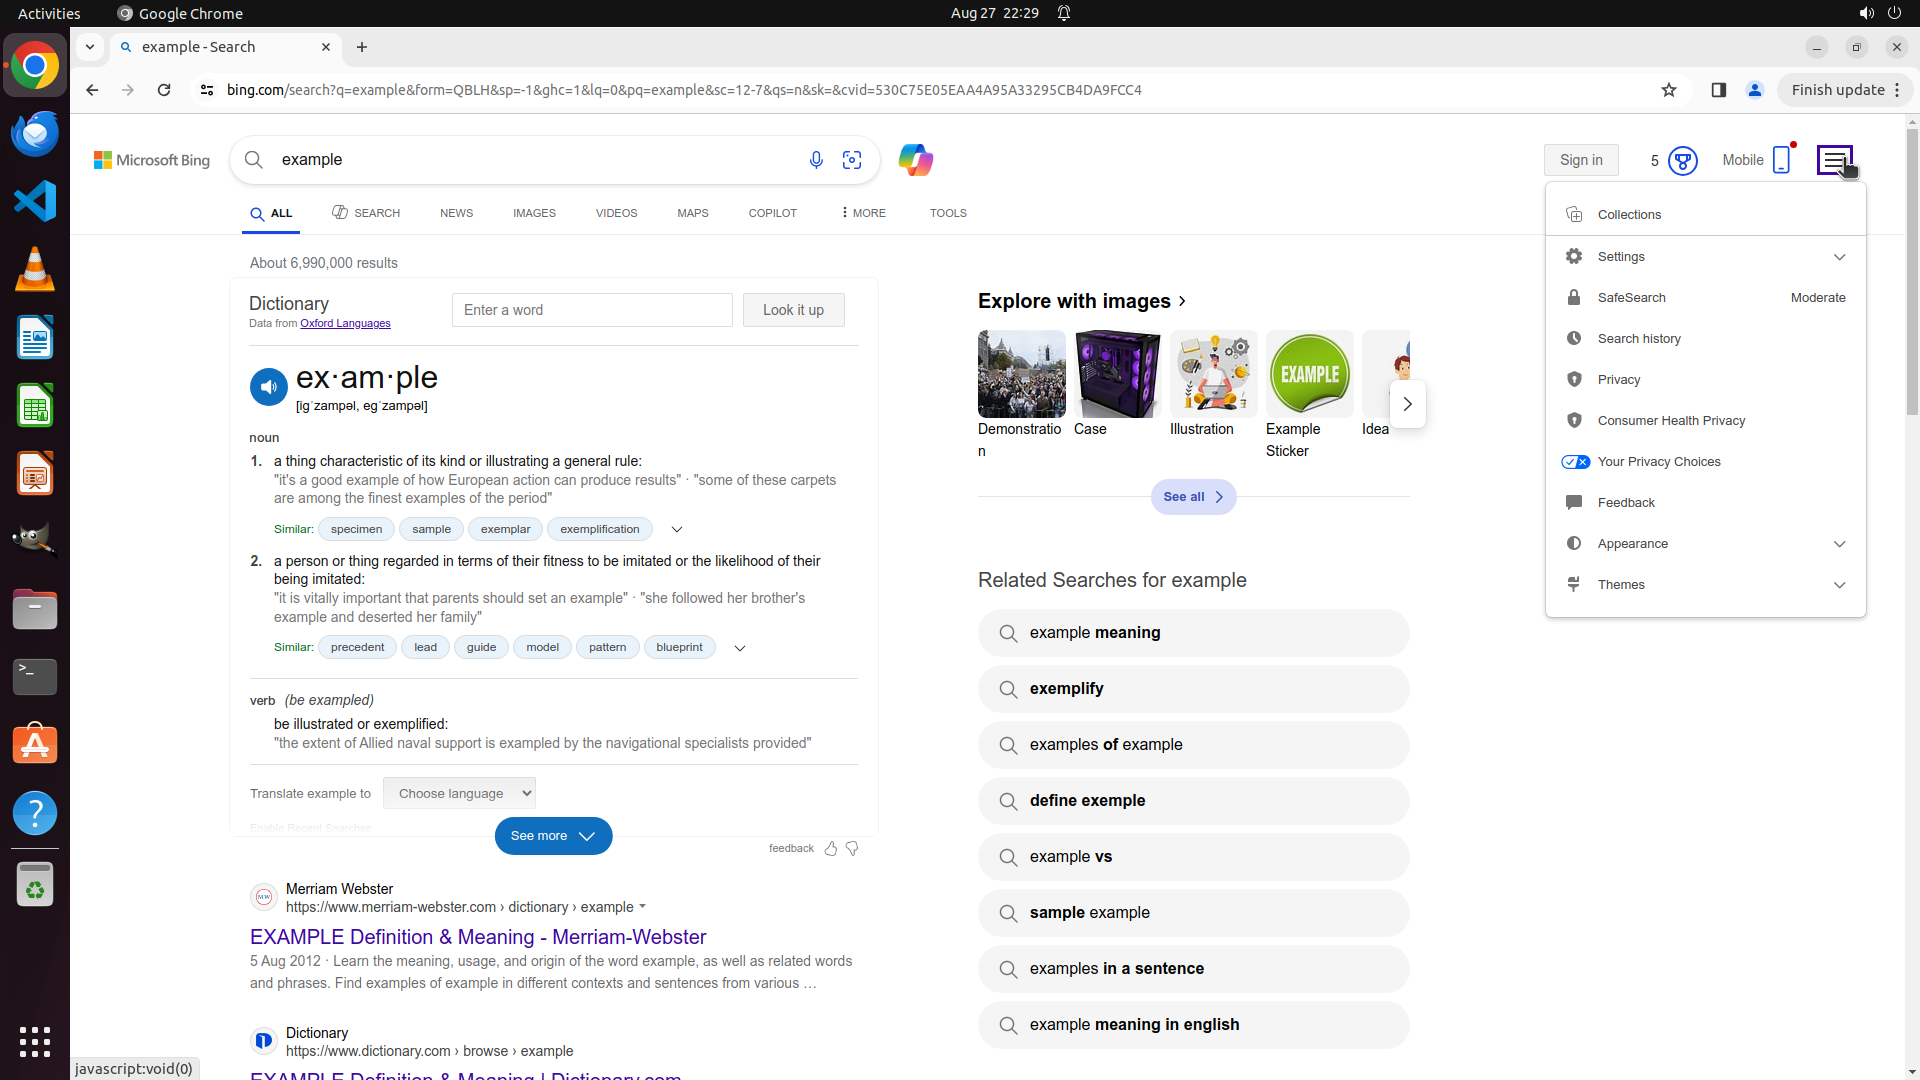 Activities
Google Chrome
Aug 27 22:29
example - Search
bing.com/search?q=example&form=QBLH&sp=-1&ghc=1&lq=0&pq=example&sc=12-7&qs=n&sk=&cvid=530C75E05EAA4A95A33295CB4DA9FCC4
Finish update
Microsoft Bing
example
Sign in
5
Mobile
ALL
SEARCH
NEWS
IMAGES
VIDEOS
MAPS
COPILOT
MORE
TOOLS
Collections
Settings
SafeSearch Moderate
Search history
Privacy
Consumer Health Privacy
Your Privacy Choices
Feedback
Appearance
Themes
About 6,990,000 results
Dictionary
Data from Oxford Languages
Enter a word
Look it up
ex·am·ple
[igˈzampəl, egˈzampəl]
noun
1. a thing characteristic of its kind or illustrating a general rule:
"it's a good example of how European action can produce results" · "some of these carpets
are among the finest examples of the period"
Similar: specimen sample exemplar exemplification
2. a person or thing regarded in terms of their fitness to be imitated or the likelihood of their
being imitated:
"it is vitally important that parents should set an example" · "she followed her brother's
example and deserted her family"
Similar: precedent lead guide model pattern blueprint
verb (be exampled)
be illustrated or exemplified:
"the extent of Allied naval support is exampled by the navigational specialists provided"
Translate example to Choose language
Enable Recent Searches
See more
feedback
Merriam Webster
https://www.merriam-webster.com › dictionary › example
EXAMPLE Definition & Meaning - Merriam-Webster
5 Aug 2012 · Learn the meaning, usage, and origin of the word example, as well as related words
and phrases. Find examples of example in different contexts and sentences from various …
Dictionary
https://www.dictionary.com › browse › example
EXAMPLE Definition & Meaning | Dictionary.com
Explore with images
EXAMPLE
Demonstratio
n
Case
Illustration
Example
Sticker
Idea
See all
Related Searches for example
example meaning
exemplify
examples of example
define exemple
example vs
sample example
examples in a sentence
example meaning in english
javascript:void(0)